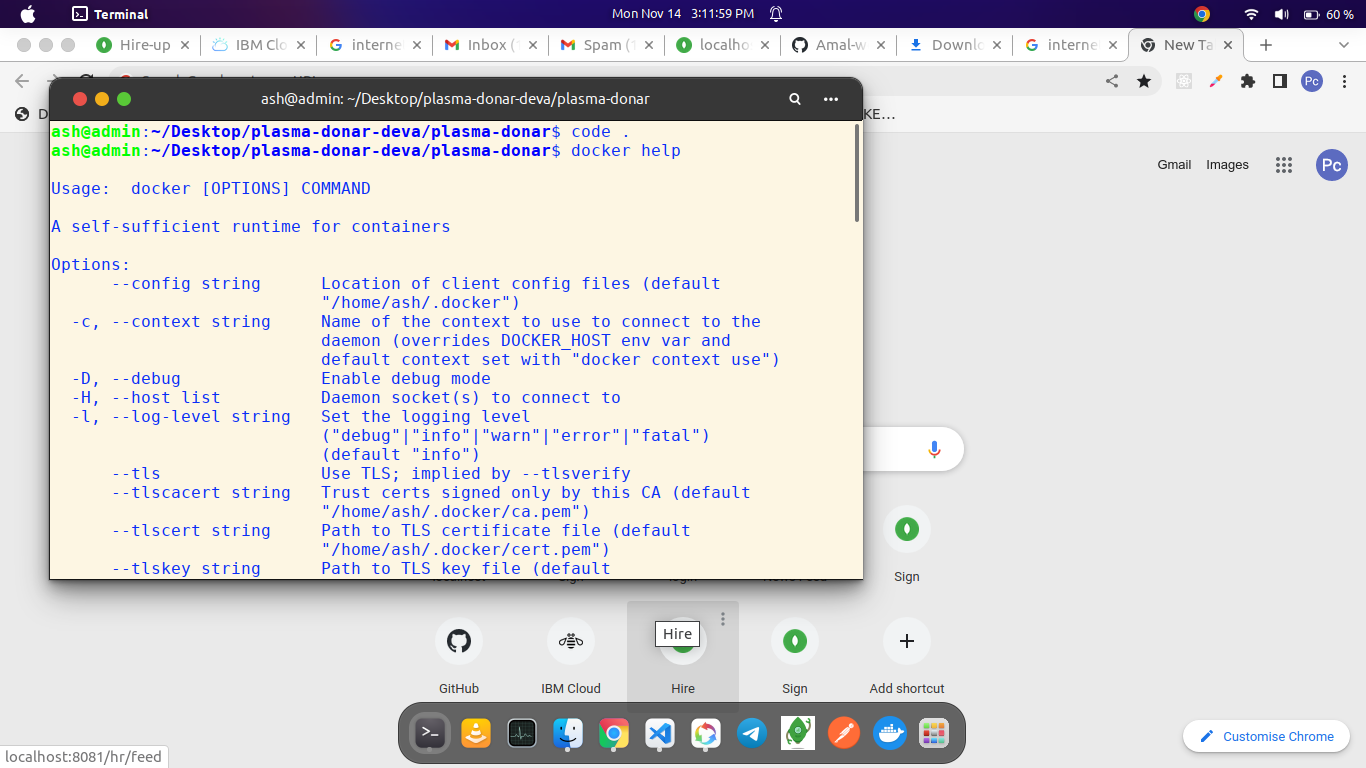 Terminal
Mon Nov 14 3:11:59 PM
60 %
Hire-up
IBM Clo
interne
Inbox (
Spam (
localho
Amal-w
Downlo
interne
New Ta
Pc
KE...
ash@admin: ~/Desktop/plasma-donar-deva/plasma-donar
ash@admin:~/Desktop/plasma-donar-deva/plasma-donar$ code .
ash@admin:~/Desktop/plasma-donar-deva/plasma-donar$ docker help
Usage:  docker [OPTIONS] COMMAND
A self-sufficient runtime for containers
Options:
      --config string      Location of client config files (default
                           "/home/ash/.docker")
  -c, --context string     Name of the context to use to connect to the
                           daemon (overrides DOCKER_HOST env var and
                           default context set with "docker context use")
  -D, --debug              Enable debug mode
  -H, --host list          Daemon socket(s) to connect to
  -l, --log-level string   Set the logging level
                           ("debug"|"info"|"warn"|"error"|"fatal")
                           (default "info")
      --tls                Use TLS; implied by --tlsverify
      --tlscacert string   Trust certs signed only by this CA (default
                           "/home/ash/.docker/ca.pem")
      --tlscert string     Path to TLS certificate file (default
                           "/home/ash/.docker/cert.pem")
      --tlskey string      Path to TLS key file (default
Gmail
Images
Pc
Sign
Hire
GitHub
IBM Cloud
Hire
Sign
Add shortcut
Customise Chrome
localhost:8081/hr/feed